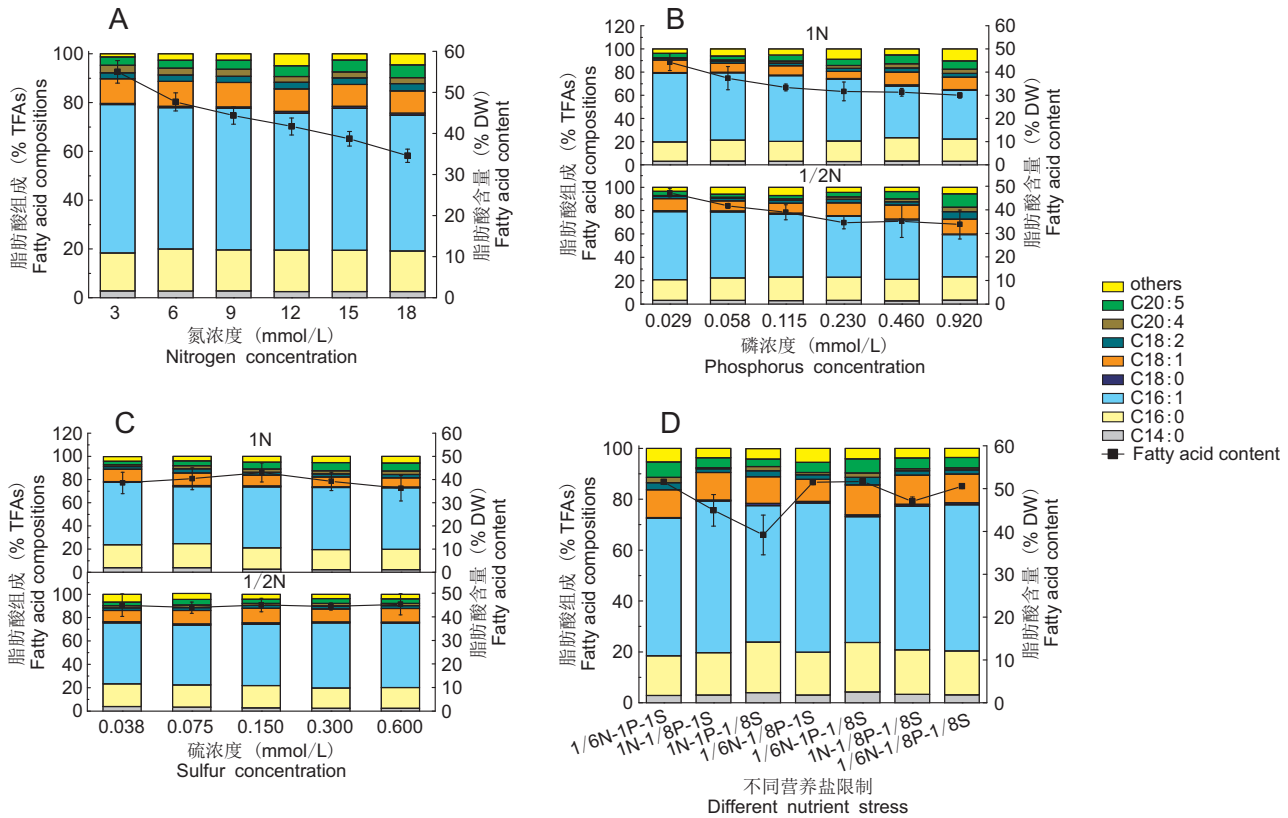 A
100
80
60
40
20
0
60
50
40
30
20
10
0
3 6 9 12 15 18
脂肪酸组成 (% TFAs)
Fatty acid compositions
脂肪酸含量 (% DW)
Fatty acid content
氮浓度 (mmol/L)
Nitrogen concentration
B
1N
120
100
80
60
40
20
0
60
50
40
30
20
10
0
1/2N
100
80
60
40
20
0
50
40
30
20
10
0
0.029 0.058 0.115 0.230 0.460 0.920
脂肪酸组成 (% TFAs)
Fatty acid compositions
脂肪酸含量 (% DW)
Fatty acid content
磷浓度 (mmol/L)
Phosphorus concentration
others
C20:5
C20:4
C18:2
C18:1
C18:0
C16:1
C16:0
C14:0
Fatty acid content
C
1N
120
100
80
60
40
20
0
60
50
40
30
20
10
0
1/2N
100
80
60
40
20
0
50
40
30
20
10
0
0.038 0.075 0.150 0.300 0.600
脂肪酸组成 (% TFAs)
Fatty acid compositions
脂肪酸含量 (% DW)
Fatty acid content
硫浓度 (mmol/L)
Sulfur concentration
D
100
80
60
40
20
0
60
50
40
30
20
10
0
1/6N-1P-1S
1N-1/8P-1S
1N-1P-1/8S
1/6N-1/8P-1S
1/6N-1P-1/8S
1N-1/8P-1/8S
1/6N-1/8P-1/8S
脂肪酸组成 (% TFAs)
Fatty acid compositions
脂肪酸含量 (% DW)
Fatty acid content
不同营养盐限制
Different nutrient stress